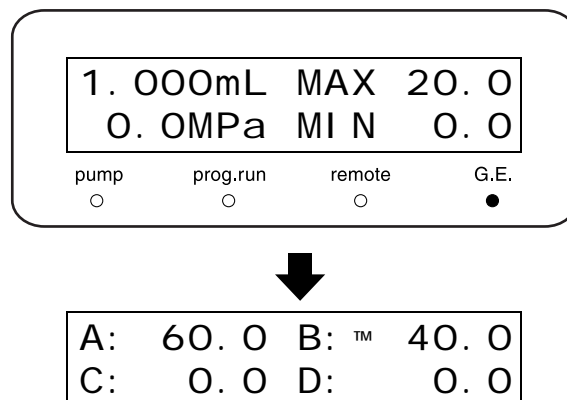 1.000mL MAX 20.0
0.0MPa MIN 0.0
pump prog.run remote G.E.
A: 60.0 B: ™ 40.0
C: 0.0 D: 0.0